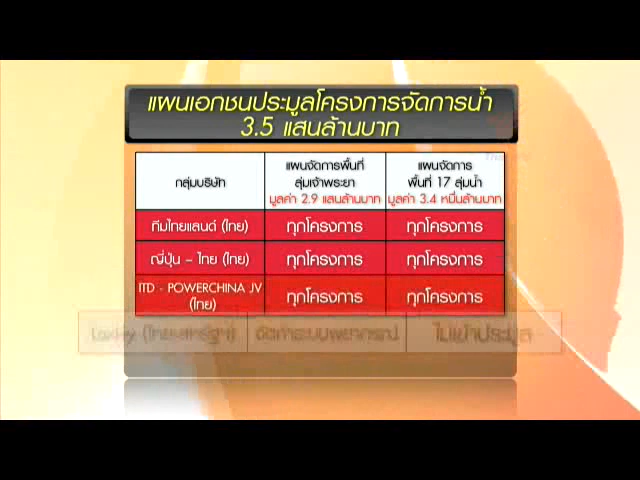 แผนเอกชนประมูลโครงการจัดการน้ำ
3.5 แสนล้านบาท
กลุ่มบริษัท
แผนจัดการพื้นที่
ลุ่มเจ้าพระยา
มูลค่า 2.9 แสนล้านบาท
แผนจัดการ
พื้นที่ 17 ลุ่มน้ำ
มูลค่า 3.4 หมื่นล้านบาท
ทีมไทยแลนด์ (ไทย) ทุกโครงการ ทุกโครงการ
ญี่ปุ่น – ไทย (ไทย) ทุกโครงการ ทุกโครงการ
ITD - POWERCHINA JV
(ไทย) ทุกโครงการ ทุกโครงการ
ไม่เข้าประมูล